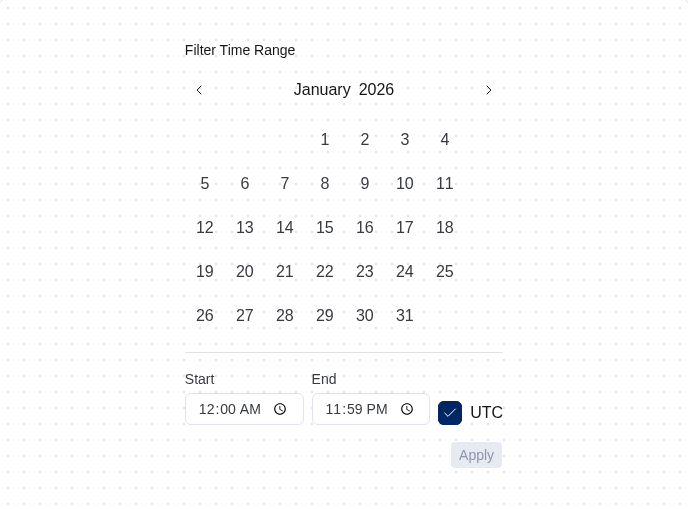 Filter Time Range
January 2026
1 2 3 4
5 6 7 8 9 10 11
12 13 14 15 16 17 18
19 20 21 22 23 24 25
26 27 28 29 30 31
Start End
12:00 AM 11:59 PM UTC
Apply